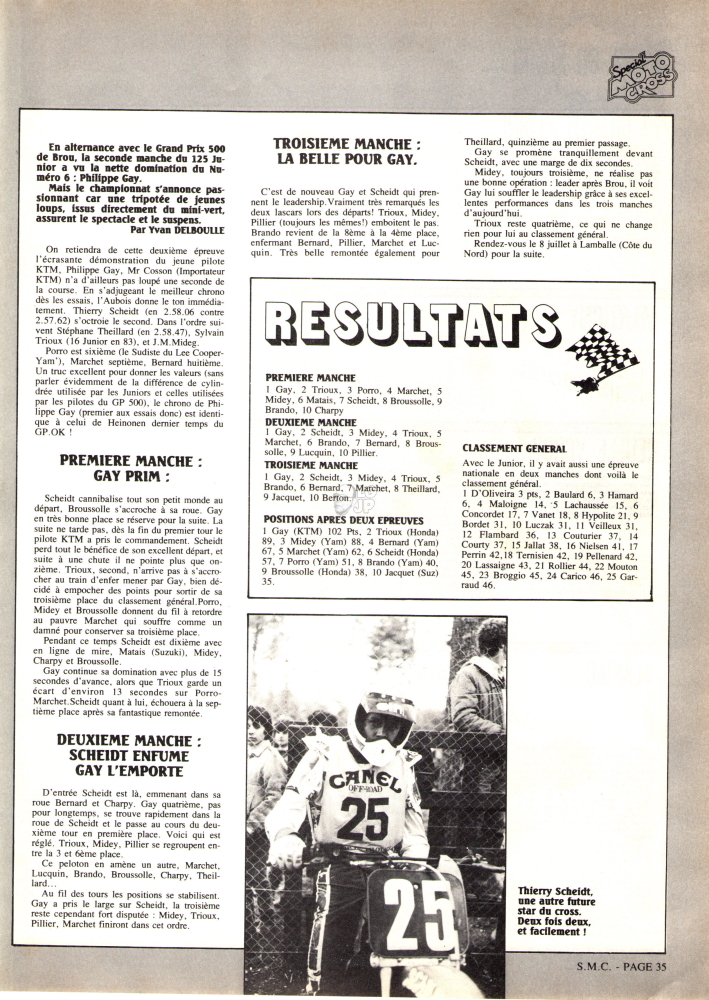 Special
MOTO
CROSS
En alternance avec le Grand Prix 500
de Brou, la seconde manche du 125 Ju-
nior a vu la nette domination du Nu-
méro 6 : Philippe Gay.
Mais le championnat s'annonce pas-
sionnant car une tripotée de jeunes
loups, issus directement du mini-vert,
assurent le spectacle et le suspens.
Par Yvan DELBOULLE
On retiendra de cette deuxième épreuve
l'écrasante démonstration du jeune pilote
KTM, Philippe Gay, Mr Cosson (Importateur
KTM) n'a d'ailleurs pas loupé une seconde de
la course. En s'adjugeant le meilleur chrono
dès les essais, l'Aubois donne le ton immédia-
tement. Thierry Scheidt (en 2.58.06 contre
2.57.62) s'octroie le second. Dans l'ordre sui-
vent Stéphane Theillard (en 2.58.47), Sylvain
Trioux (16 Junior en 83), et J.M.Mideg.
Porro est sixième (le Sudiste du Lee Cooper-
Yam'), Marchet septième, Bernard huitième.
Un truc excellent pour donner les valeurs (sans
parler évidemment de la différence de cylin-
drée utilisée par les Juniors et celles utilisées
par les pilotes du GP 500), le chrono de Phi-
lippe Gay (premier aux essais donc) est identi-
que à celui de Heinonen dernier temps du
GP.OK !
PREMIERE MANCHE :
GAY PRIM :
Scheidt cannibalise tout son petit monde au
départ, Broussolle s'accroche à sa roue. Gay
en très bonne place se réserve pour la suite. La
suite ne tarde pas, dès la fin du premier tour le
pilote KTM a pris le commandement. Scheidt
perd tout le bénéfice de son excellent départ, et
suite à une chute il ne pointe plus que on-
zième. Trioux, second, n'arrive pas à s'accro-
cher au train d'enfer mener par Gay, bien dé-
cidé à empocher des points pour sortir de sa
troisième place du classement général.Porro,
Midey et Broussolle donnent du fil à retordre
au pauvre Marchet qui souffre comme un
damné pour conserver sa troisième place.
Pendant ce temps Scheidt est dixième avec
en ligne de mire, Matais (Suzuki), Midey,
Charpy et Broussolle.
Gay continue sa domination avec plus de 15
secondes d'avance, alors que Trioux garde un
écart d'environ 13 secondes sur Porro-
Marchet.Scheidt quant à lui, échouera à la sep-
tième place après sa fantastique remontée.
DEUXIEME MANCHE :
SCHEIDT ENFUME
GAY L'EMPORTE
D'entrée Scheidt est là, emmenant dans sa
roue Bernard et Charpy. Gay quatrième, pas
pour longtemps, se trouve rapidement dans la
roue de Scheidt et le passe au cours du deu-
xième tour en première place. Voici qui est
réglé. Trioux, Midey, Pillier se regroupent en-
tre la 3 et 6ème place.
Ce peloton en amène un autre, Marchet,
Lucquin, Brando, Broussolle, Charpy, Theil-
lard...
Au fil des tours les positions se stabilisent.
Gay a pris le large sur Scheidt, la troisième
reste cependant fort disputée : Midey, Trioux,
Pillier, Marchet finiront dans cet ordre.
TROISIEME MANCHE :
LA BELLE POUR GAY.
C'est de nouveau Gay et Scheidt qui pren-
nent le leadership.Vraiment très remarqués les
deux lascars lors des départs! Trioux, Midey,
Pillier (toujours les mêmes!) emboitent le pas.
Brando revient de la 8ème à la 4ème place,
enfermant Bernard, Pillier, Marchet et Luc-
quin. Très belle remontée également pour
Theillard, quinzième au premier passage.
Gay se promène tranquillement devant
Scheidt, avec une marge de dix secondes.
Midey, toujours troisième, ne réalise pas
une bonne opération : leader après Brou, il voit
Gay lui souffler le leadership grâce à ses excel-
lentes performances dans les trois manches
d'aujourd'hui.
Trioux reste quatrième, ce qui ne change
rien pour lui au classement général.
Rendez-vous le 8 juillet à Lamballe (Côte du
Nord) pour la suite.
RESULTATS
PREMIERE MANCHE
1 Gay, 2 Trioux, 3 Porro, 4 Marchet, 5
Midey, 6 Matais, 7 Scheidt, 8 Broussolle, 9
Brando, 10 Charpy
DEUXIEME MANCHE
1 Gay, 2 Scheidt, 3 Midey, 4 Trioux, 5
Marchet, 6 Brando, 7 Bernard, 8 Brous-
solle, 9 Lucquin, 10 Pillier.
TROISIEME MANCHE
1 Gay, 2 Scheidt, 3 Midey, 4 Trioux, 5
Brando, 6 Bernard, 7 Marchet, 8 Theillard,
9 Jacquet, 10 Berton.
POSITIONS APRES DEUX EPREUVES
1 Gay (KTM) 102 Pts, 2 Trioux (Honda)
89, 3 Midey (Yam) 88, 4 Bernard (Yam)
67, 5 Marchet (Yam) 62, 6 Scheidt (Honda)
57, 7 Porro (Yam) 51, 8 Brando (Yam) 40,
9 Broussolle (Honda) 38, 10 Jacquet (Suz)
35.
CLASSEMENT GENERAL
Avec le Junior, il y avait aussi une épreuve
nationale en deux manches dont voilà le
classement général.
1 D'Oliveira 3 pts, 2 Baulard 6, 3 Hamard
6, 4 Maloigne 14, 5 Lachaussée 15, 6
Concordet 17, 7 Vanet 18, 8 Hypolite 21, 9
Bordet 31, 10 Luczak 31, 11 Veilleux 31,
12 Flambard 36, 13 Couturier 37, 14
Courty 37, 15 Jallat 38, 16 Nielsen 41, 17
Perrin 42,18 Ternisien 42, 19 Pellenard 42,
20 Lassaigne 43, 21 Rollier 44, 22 Mouton
45, 23 Broggio 45, 24 Carico 46, 25 Gar-
raud 46.
CAMEL
OFF-ROAD
25
25
Thierry Scheidt,
une autre future
star du cross.
Deux fois deux,
et facilement !
S.M.C. - PAGE 35